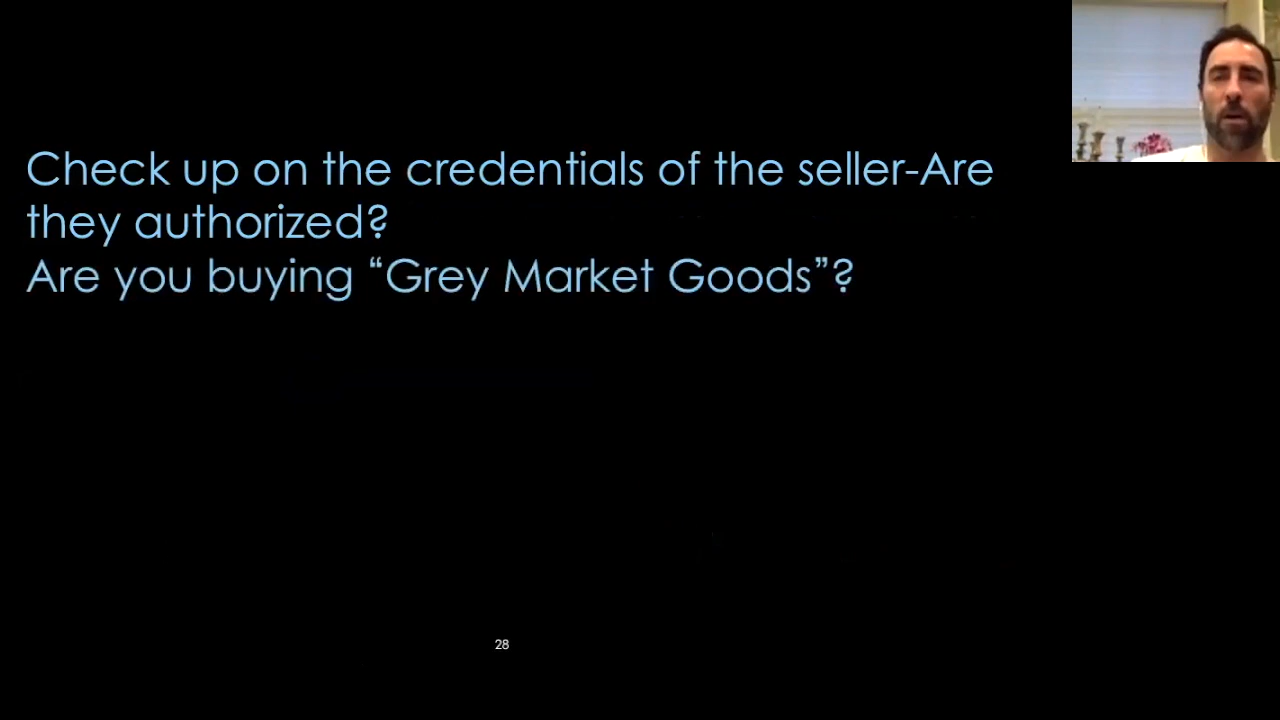 Check up on the credentials of the seller-Are
they authorized?
Are you buying “Grey Market Goods”?
28